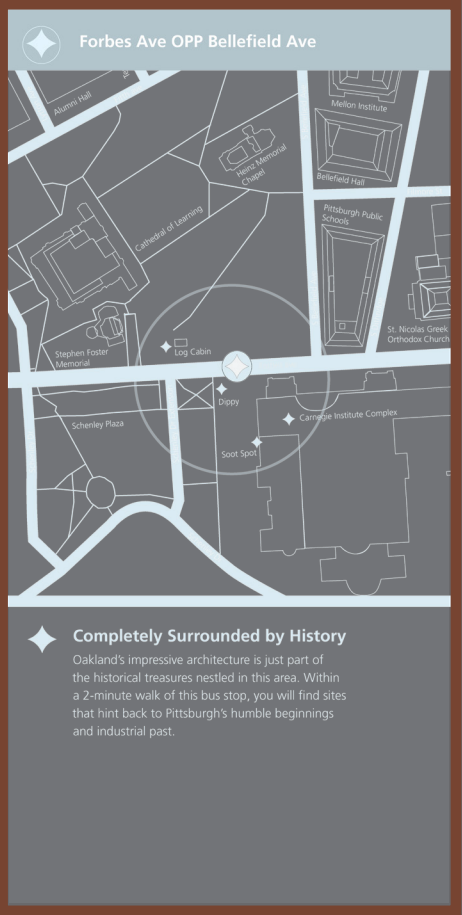 Forbes Ave OPP Bellefield Ave
Alumni Hall
Mellon Institute
Heinz Memorial
Chapel
Bellefield Hall
Cathedral of Learning
Pittsburgh Public
Schools
St. Nicolas Greek
Orthodox Church
Stephen Foster
Memorial
Log Cabin
Dippy
Carnegie Institute Complex
Schenley Plaza
Soot Spot
Completely Surrounded by History
Oakland's impressive architecture is just part of
the historical treasures nestled in this area. Within
a 2-minute walk of this bus stop, you will find sites
that hint back to Pittsburgh's humble beginnings
and industrial past.